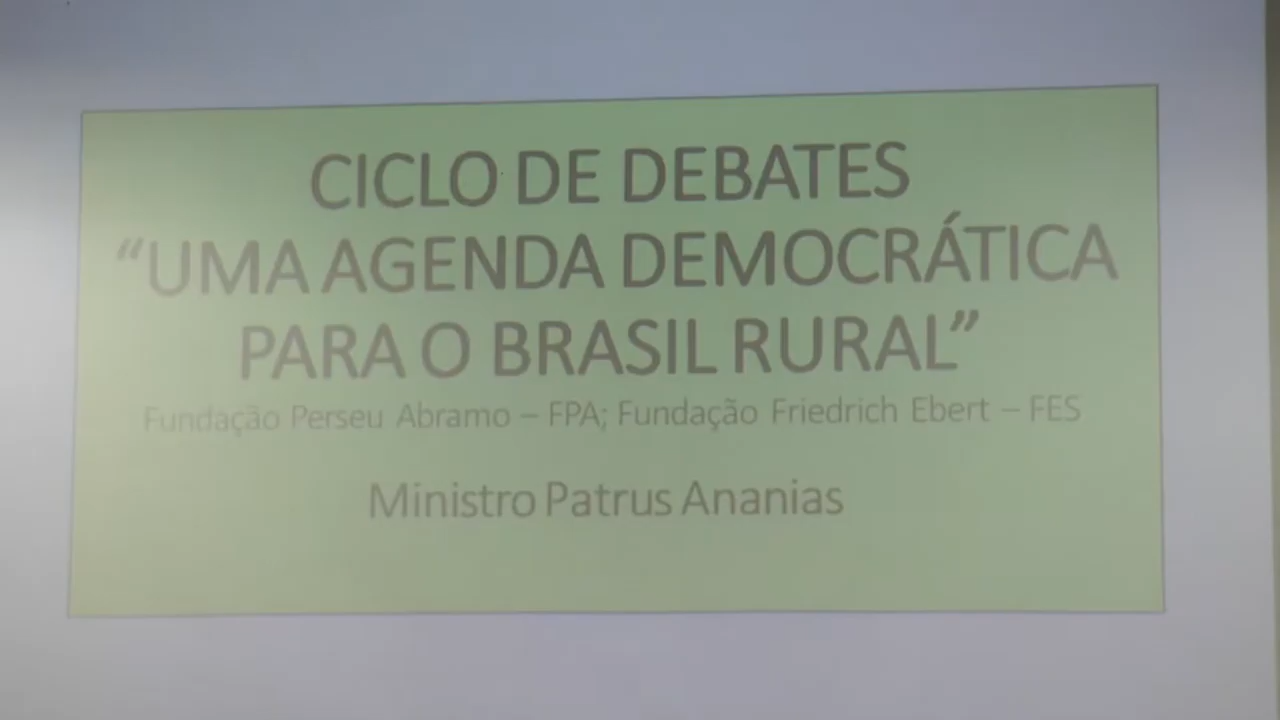 CICLO DE DEBATES
“UMA AGENDA DEMOCRÁTICA
PARA O BRASIL RURAL”
Fundação Perseu Abramo – FPA; Fundação Friedrich Ebert – FES
Ministro Patrus Ananias